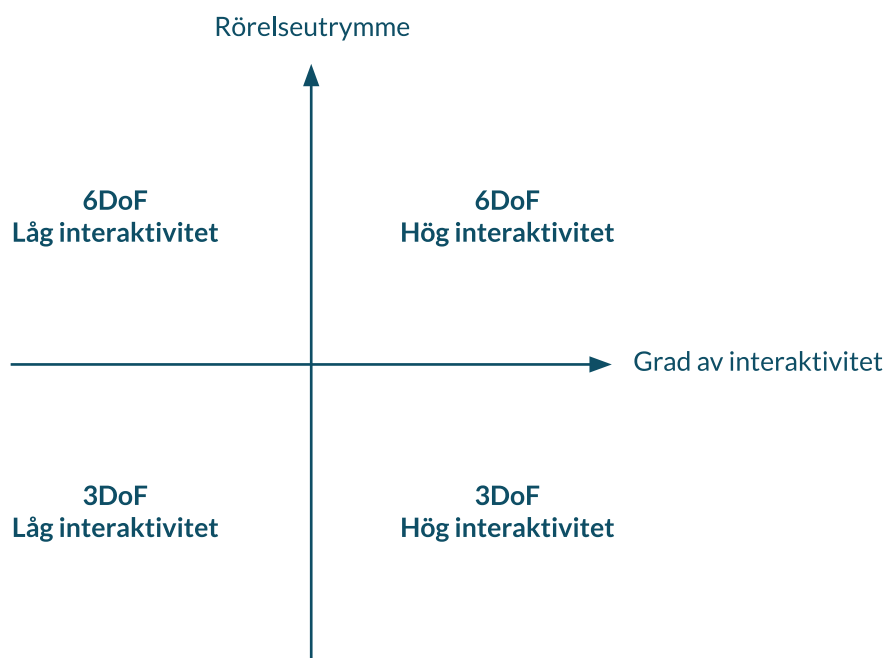 Rörelseutrymme
6DoF
Låg interaktivitet
6DoF
Hög interaktivitet
Grad av interaktivitet
3DoF
Låg interaktivitet
3DoF
Hög interaktivitet